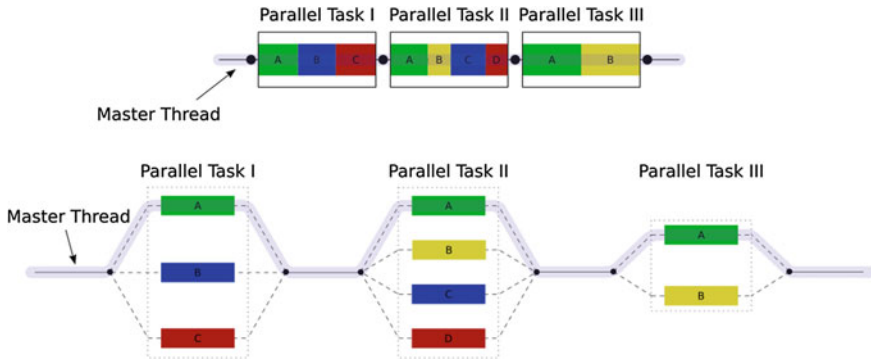 Parallel Task I Parallel Task II Parallel Task III
A B C A B C D A B
Master Thread
Parallel Task I Parallel Task II Parallel Task III
A A
Master Thread
B A
B C B
C D